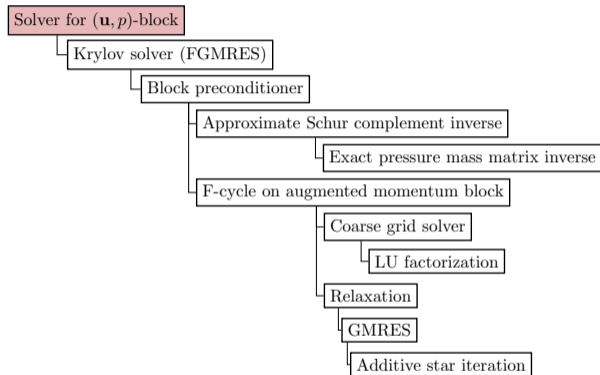 Solver for (u, p)-block
Krylov solver (FGMRES)
Block preconditioner
Approximate Schur complement inverse
Exact pressure mass matrix inverse
F-cycle on augmented momentum block
Coarse grid solver
LU factorization
Relaxation
GMRES
Additive star iteration